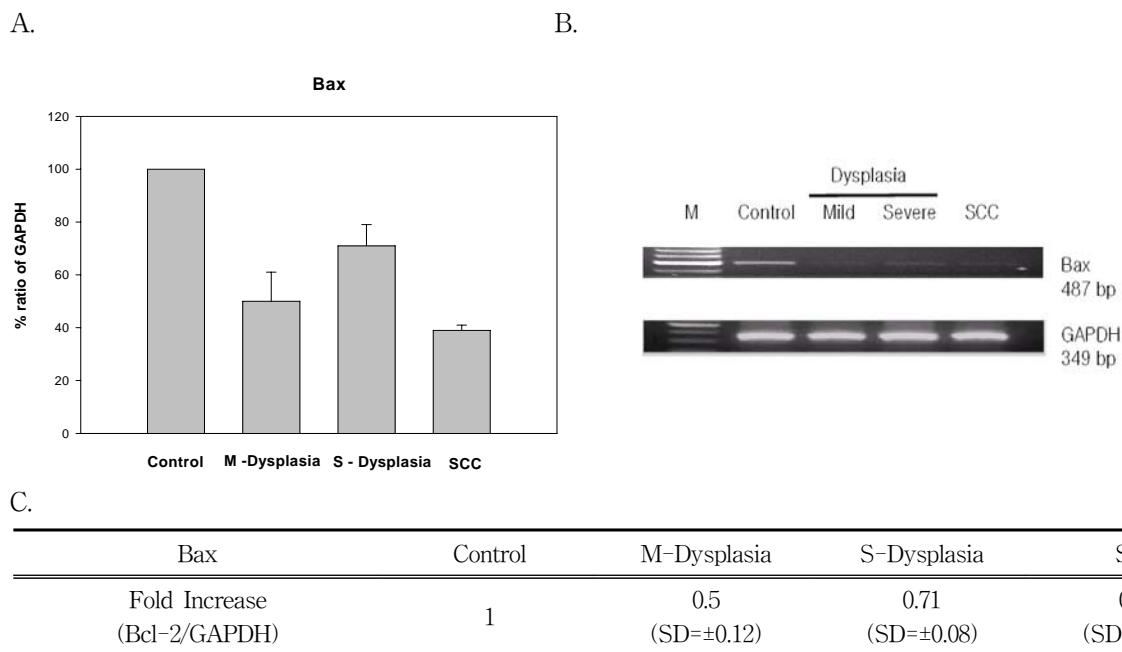 A.
B.
Bax
120
100
80
60
40
20
0
% ratio of GAPDH
Control M -Dysplasia S - Dysplasia SCC
Dysplasia
M Control Mild Severe SCC
Bax
487 bp
GAPDH
349 bp
C.
Bax Control M-Dysplasia S-Dysplasia S
Fold Increase
(Bcl-2/GAPDH)
1
0.5
(SD=±0.12)
0.71
(SD=±0.08)
(SD